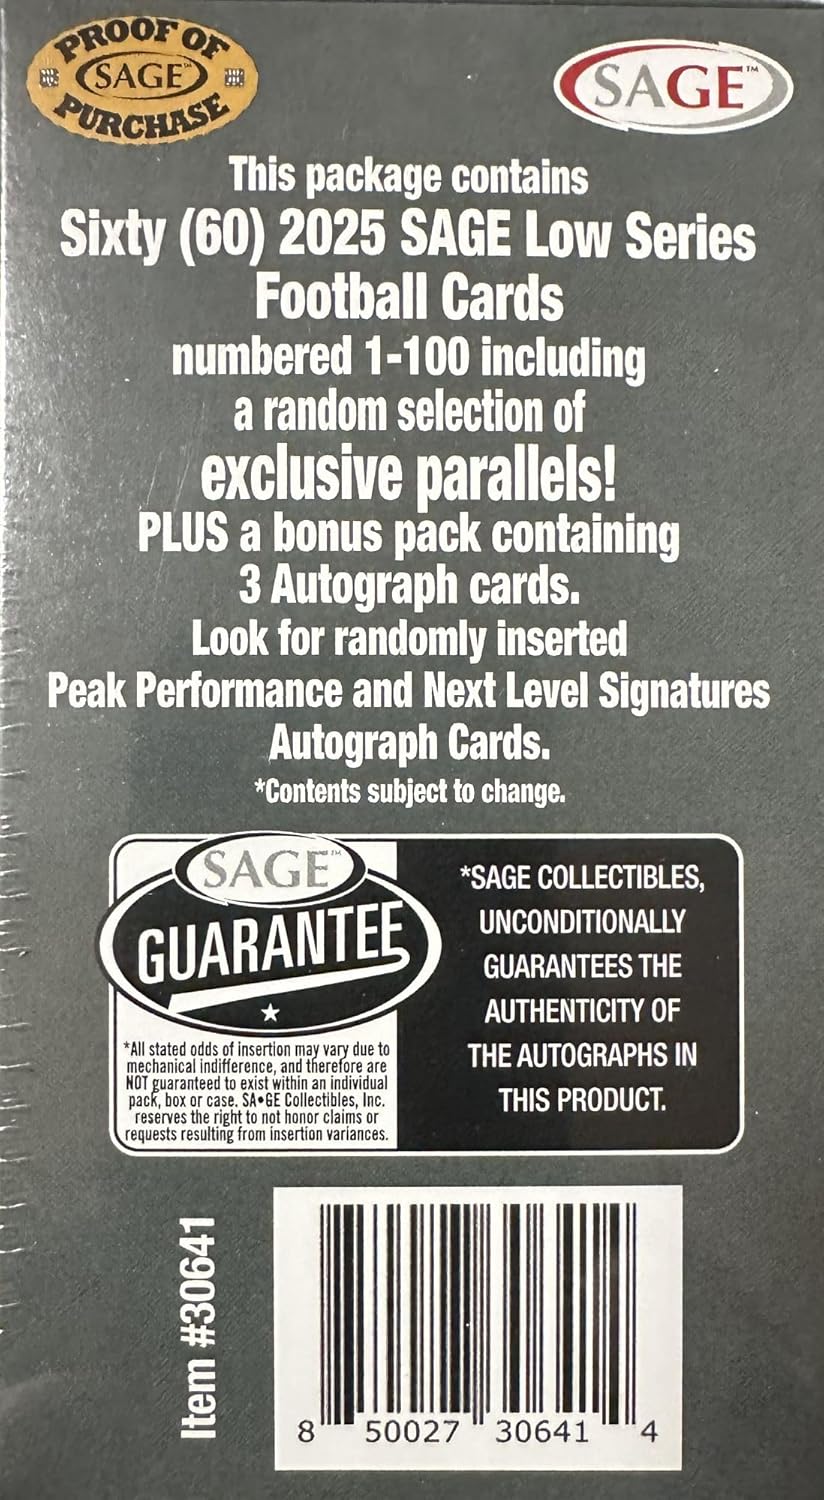 PROOF OF
SAGE™
PURCHASE
SAGE™
This package contains
Sixty (60) 2025 SAGE Low Series
Football Cards
numbered 1-100 including
a random selection of
exclusive parallels!
PLUS a bonus pack containing
3 Autograph cards.
Look for randomly inserted
Peak Performance and Next Level Signatures
Autograph Cards.
*Contents subject to change.
SAGE™
GUARANTEE
*All stated odds of insertion may vary due to
mechanical indifference, and therefore are
NOT guaranteed to exist within an individual
pack, box or case. SA•GE Collectibles, Inc.
reserves the right to not honor claims or
requests resulting from insertion variances.
*SAGE COLLECTIBLES,
UNCONDITIONALLY
GUARANTEES THE
AUTHENTICITY OF
THE AUTOGRAPHS IN
THIS PRODUCT.
Item #30641
8 50027 30641 4